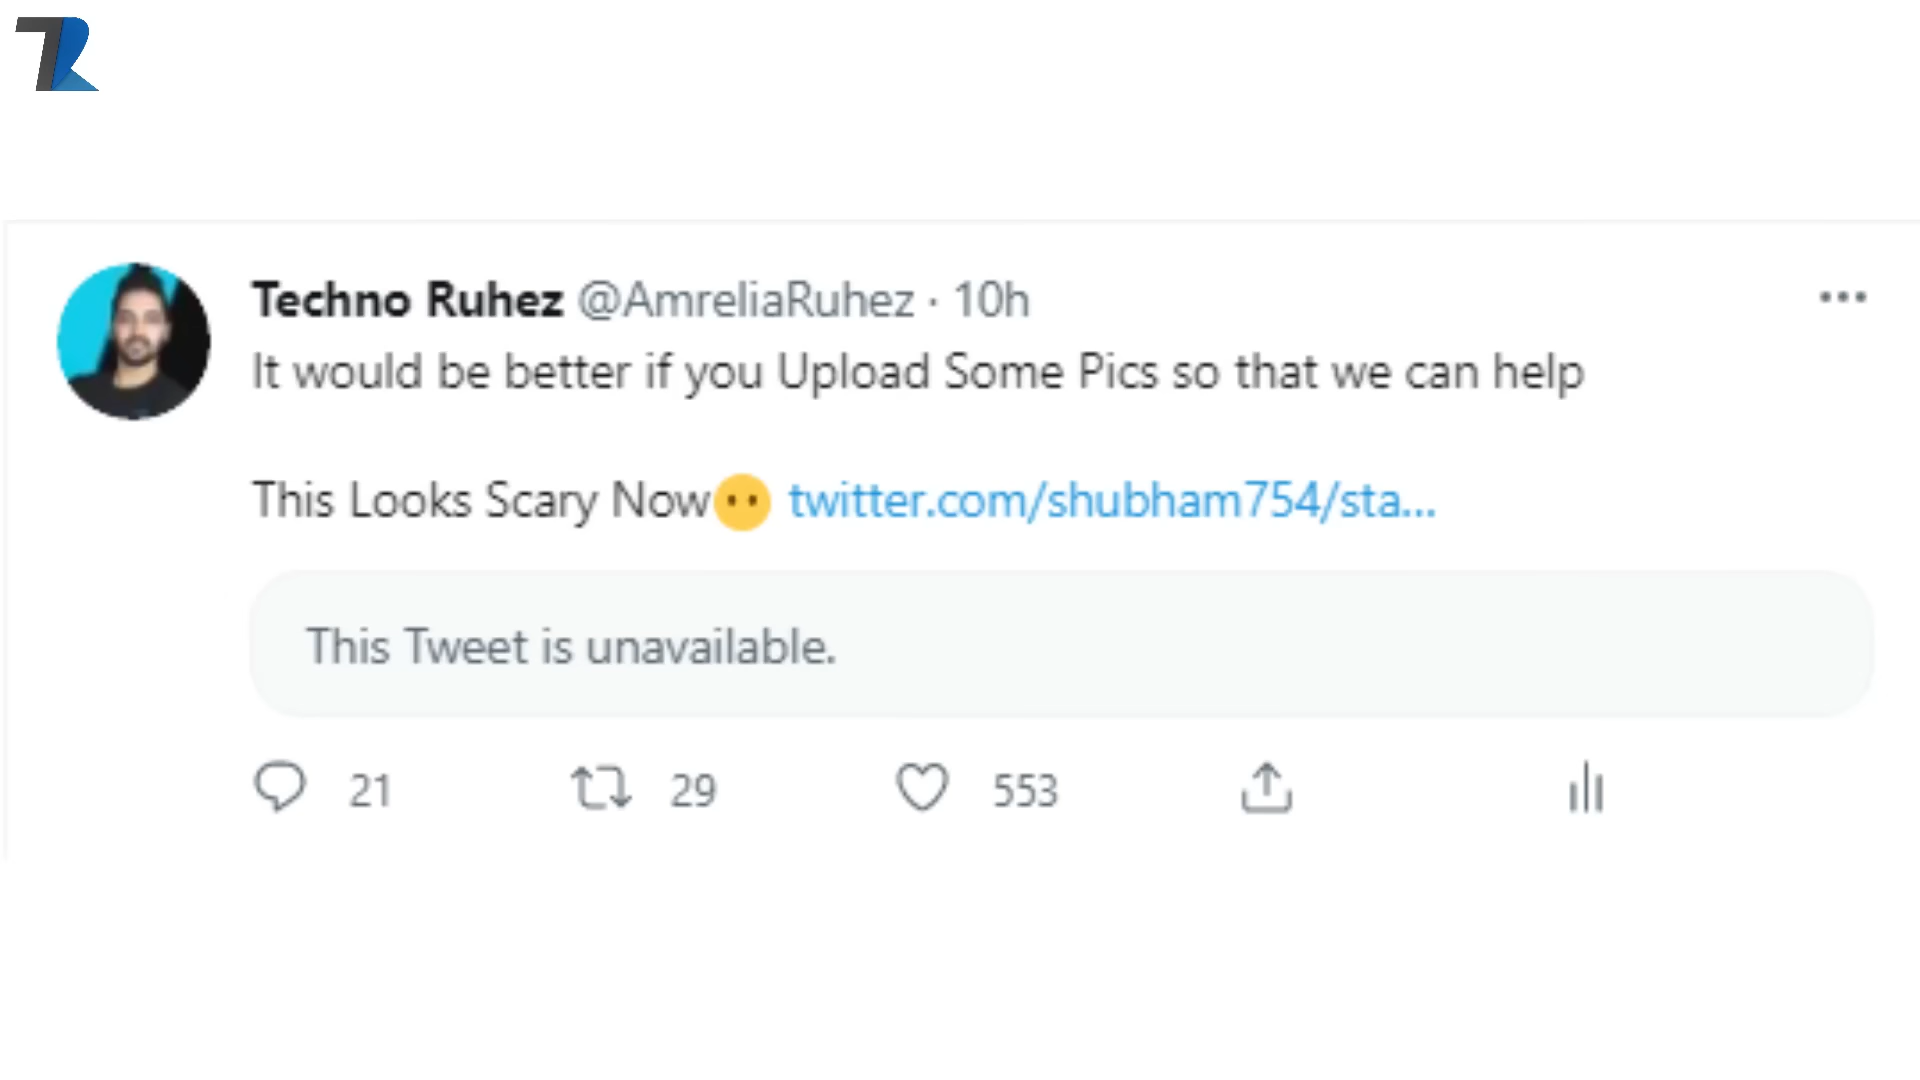 TR
Techno Ruhez @AmreliaRuhez · 10h
It would be better if you Upload Some Pics so that we can help
This Looks Scary Now😶 twitter.com/shubham754/sta...
This Tweet is unavailable.
21 29 553